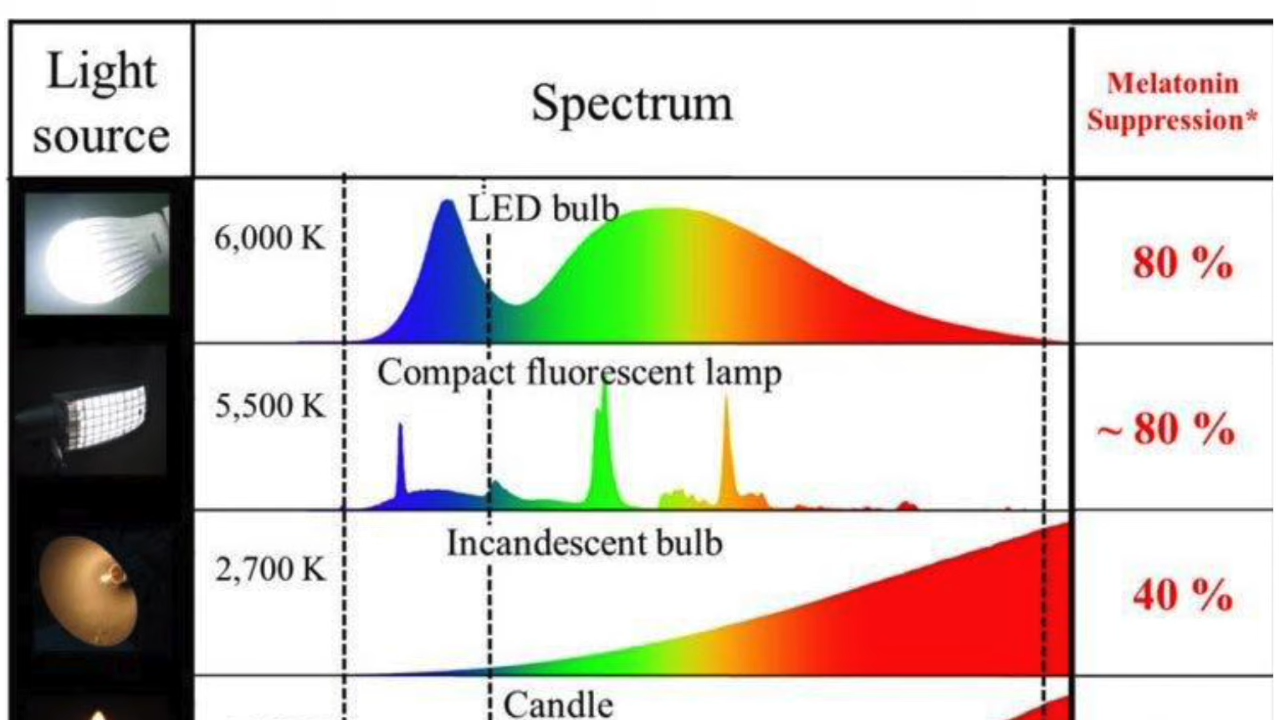 Light
source
Spectrum
Melatonin
Suppression*
LED bulb
6,000 K
80 %
Compact fluorescent lamp
5,500 K
~ 80 %
Incandescent bulb
2,700 K
40 %
Candle